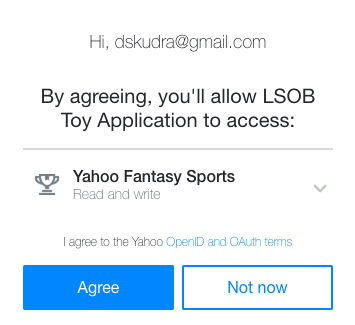 Hi, dskudra@gmail.com
By agreeing, you'll allow LSOB
Toy Application to access:
Yahoo Fantasy Sports
Read and write
I agree to the Yahoo OpenID and OAuth terms
Agree
Not now